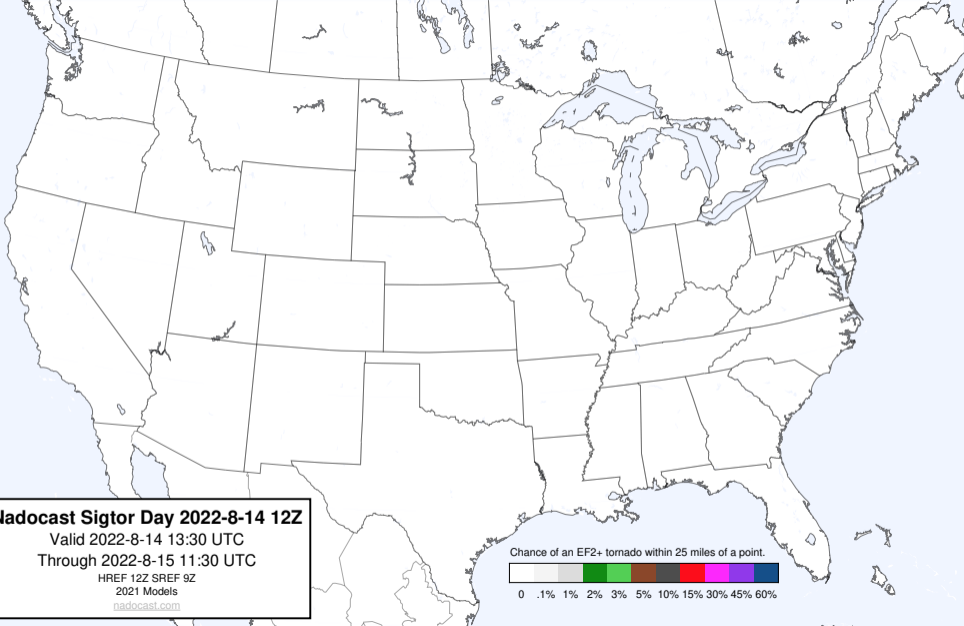 Nadocast Sigtor Day 2022-8-14 12Z
Valid 2022-8-14 13:30 UTC
Through 2022-8-15 11:30 UTC
HREF 12Z SREF 9Z
2021 Models
nadocast.com
Chance of an EF2+ tornado within 25 miles of a point.
0 .1% 1% 2% 3% 5% 10% 15% 30% 45% 60%